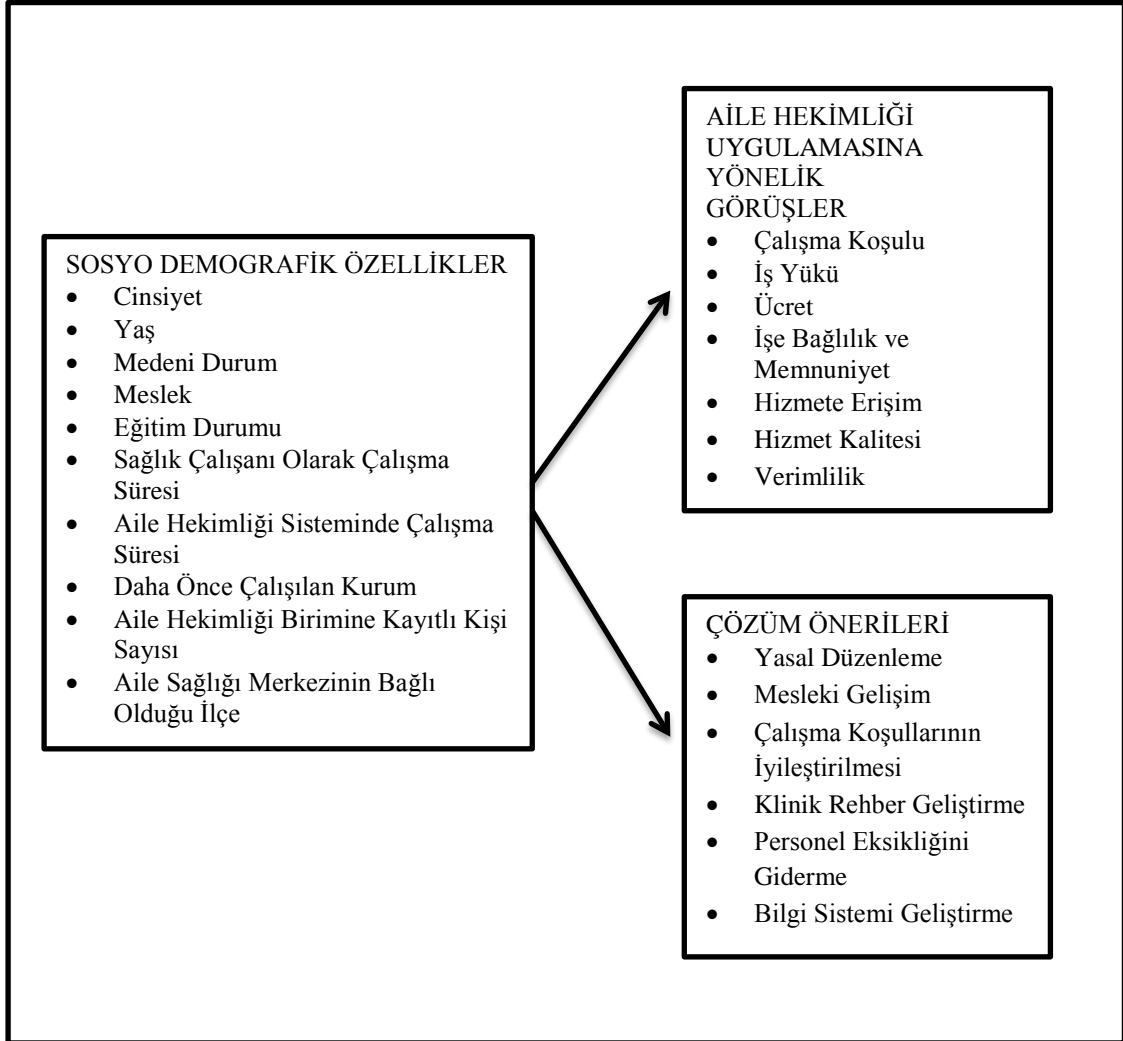 SOSYO DEMOGRAFİK ÖZELLİKLER
• Cinsiyet
• Yaş
• Medeni Durum
• Meslek
• Eğitim Durumu
• Sağlık Çalışanı Olarak Çalışma
Süresi
• Aile Hekimliği Sisteminde Çalışma
Süresi
• Daha Önce Çalışılan Kurum
• Aile Hekimliği Birimine Kayıtlı Kişi
Sayısı
• Aile Sağlığı Merkezinin Bağlı
Olduğu İlçe
AİLE HEKİMLİĞİ
UYGULAMASINA
YÖNELİK
GÖRÜŞLER
• Çalışma Koşulu
• İş Yükü
• Ücret
• İşe Bağlılık ve
Memnuniyet
• Hizmete Erişim
• Hizmet Kalitesi
• Verimlilik
ÇÖZÜM ÖNERİLERİ
• Yasal Düzenleme
• Mesleki Gelişim
• Çalışma Koşullarının
İyileştirilmesi
• Klinik Rehber Geliştirme
• Personel Eksikliğini
Giderme
• Bilgi Sistemi Geliştirme